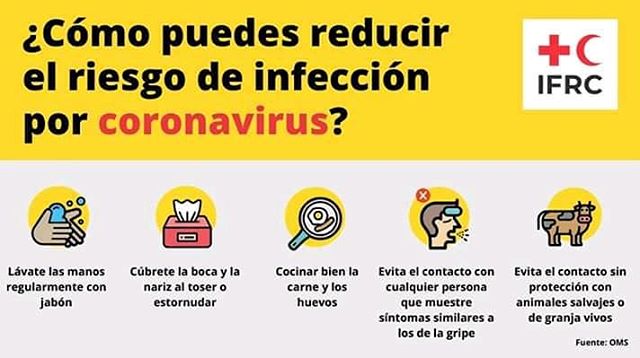 ¿Cómo puedes reducir
el riesgo de infección
por coronavirus?
IFRC
Lávate las manos
regularmente con
jabón
Cúbrete la boca y la
nariz al toser o
estornudar
Cocinar bien la
carne y los
huevos
Evita el contacto con
cualquier persona
que muestre
síntomas similares a
los de la gripe
Evita el contacto sin
protección con
animales salvajes o
de granja vivos
Fuente: OMS